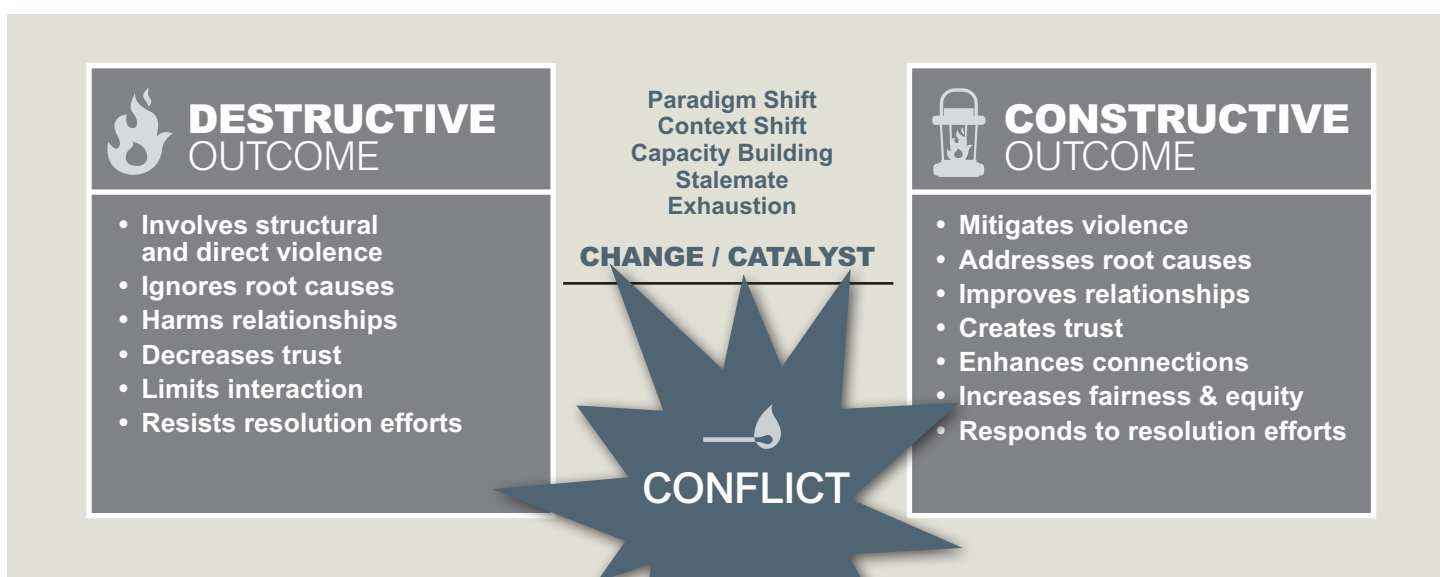 DESTRUCTIVE
OUTCOME
• Involves structural
and direct violence
• Ignores root causes
• Harms relationships
• Decreases trust
• Limits interaction
• Resists resolution efforts
Paradigm Shift
Context Shift
Capacity Building
Stalemate
Exhaustion
CHANGE / CATALYST
CONFLICT
CONSTRUCTIVE
OUTCOME
• Mitigates violence
• Addresses root causes
• Improves relationships
• Creates trust
• Enhances connections
• Increases fairness & equity
• Responds to resolution efforts